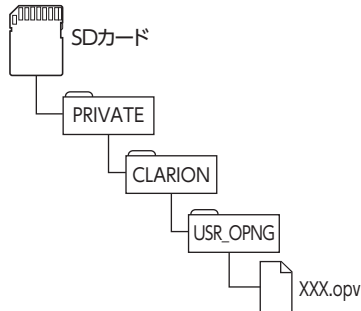 SDカード
PRIVATE
CLARION
USR_OPNG
XXX.opv